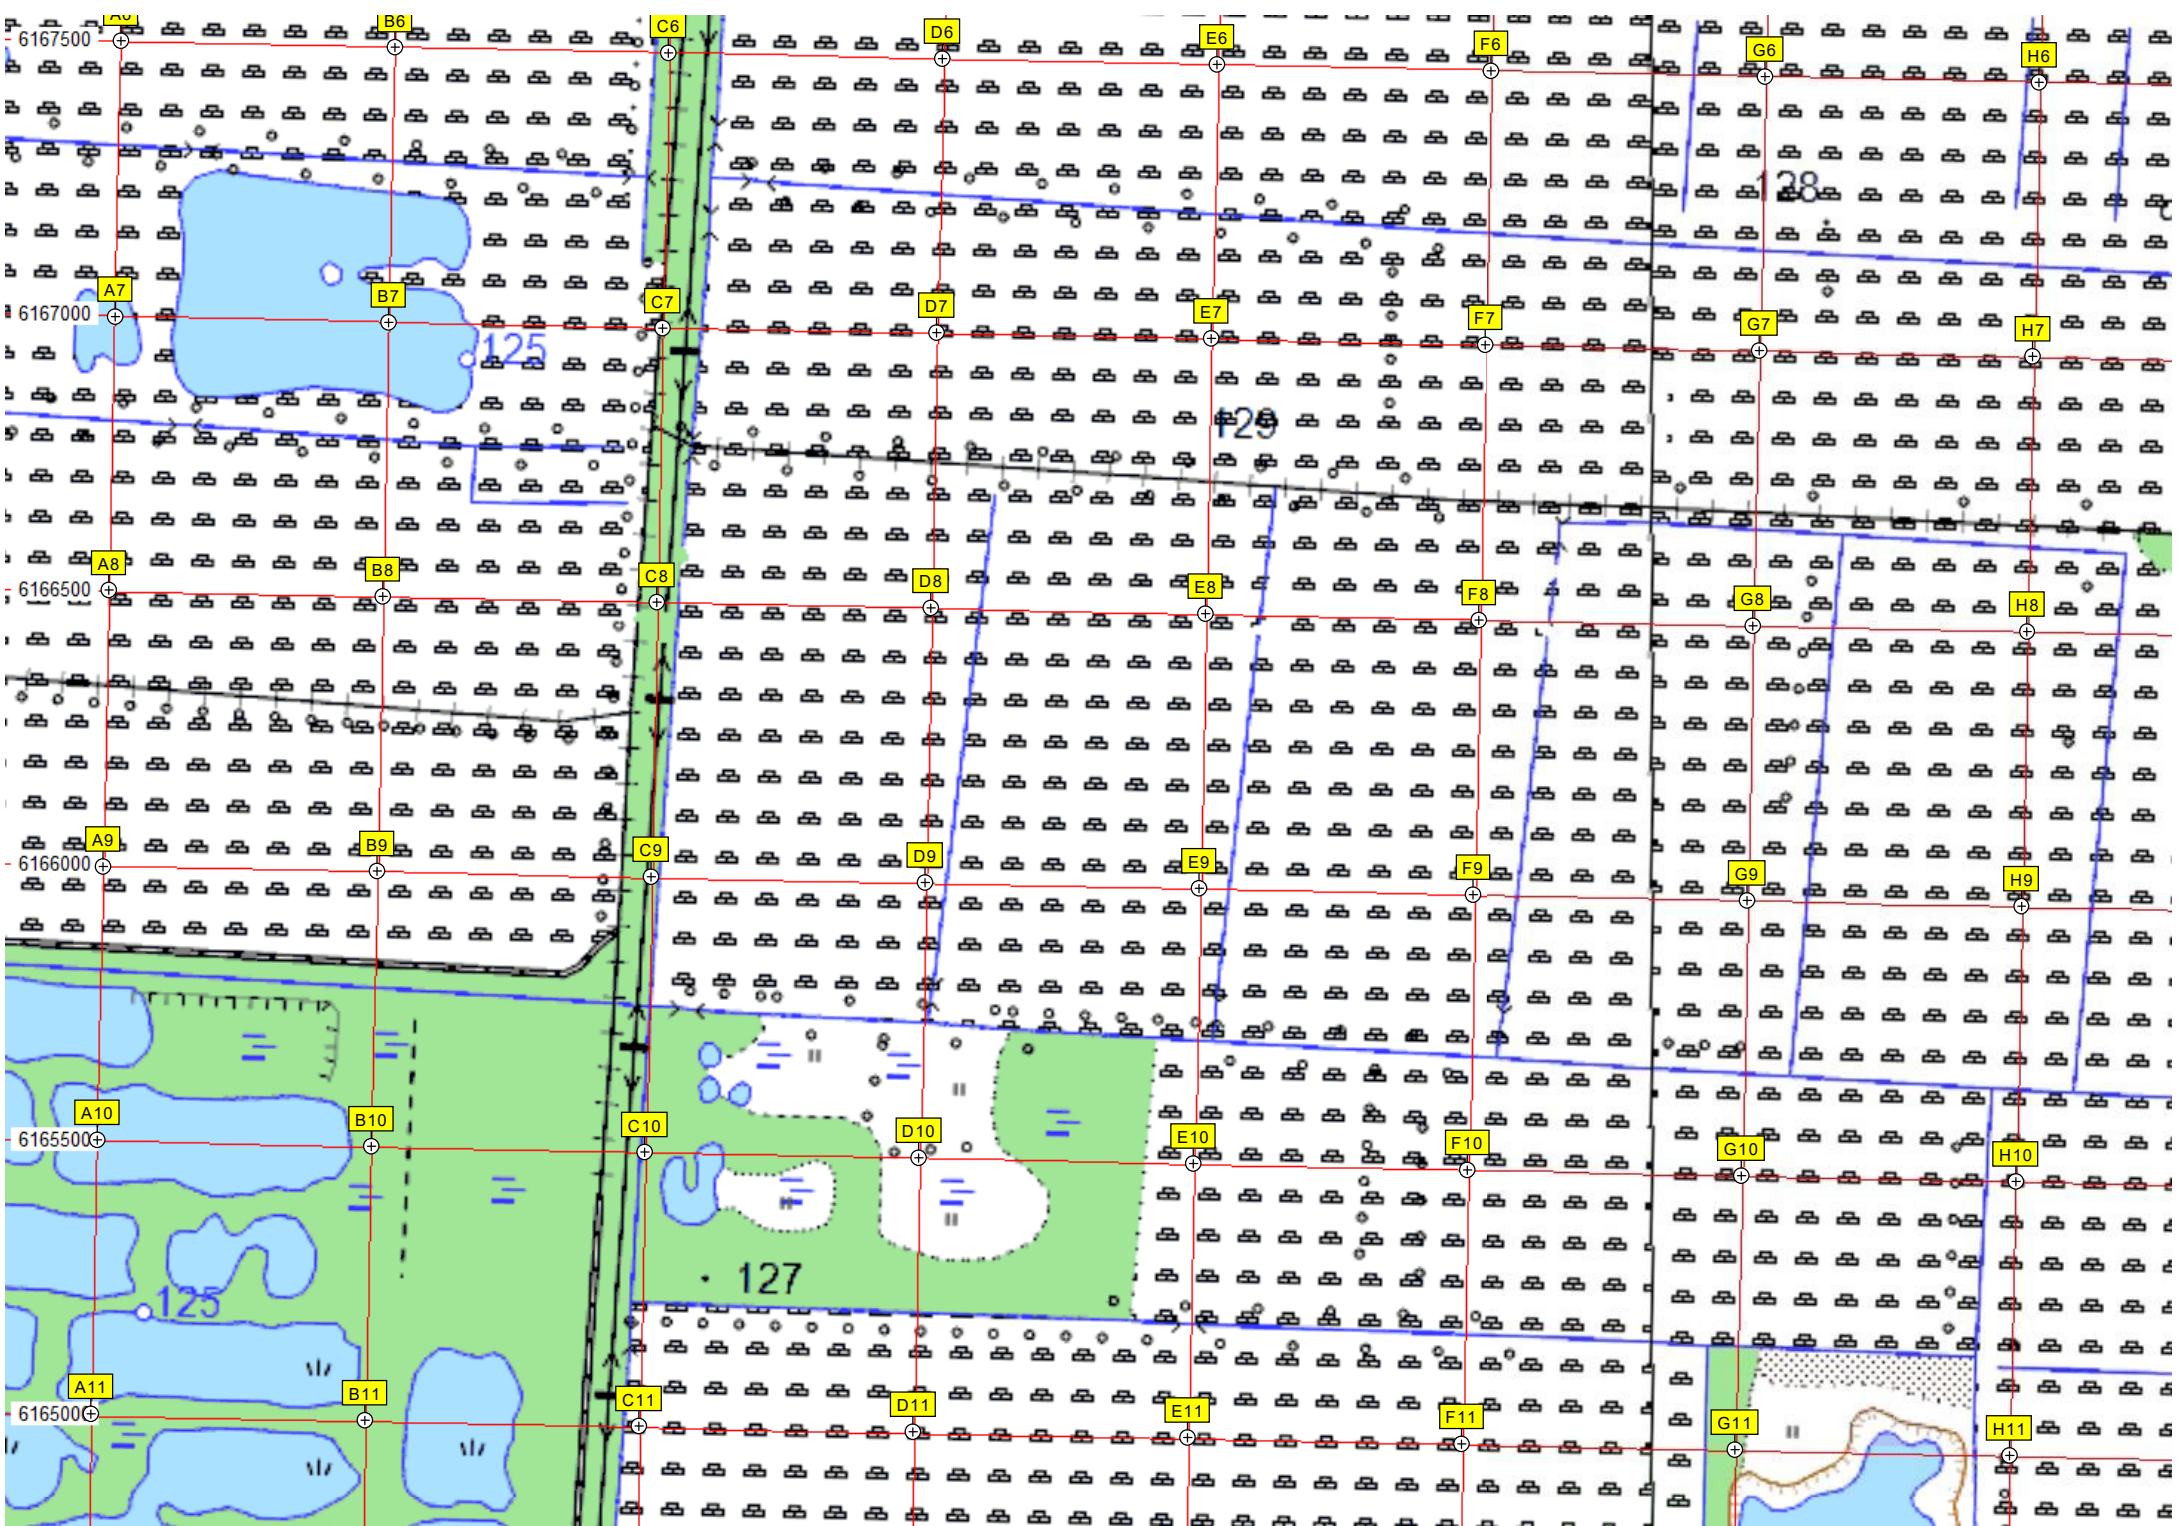 A6 B6 C6 D6 E6 F6 G6 H6
6167500
128
A7 B7 C7 D7 E7 F7 G7 H7
6167000
125
129
A8 B8 C8 D8 E8 F8 G8 H8
6166500
A9 B9 C9 D9 E9 F9 G9 H9
6166000
A10 B10 C10 D10 E10 F10 G10 H10
6165500
127
125
A11 B11 C11 D11 E11 F11 G11 H11
6165000